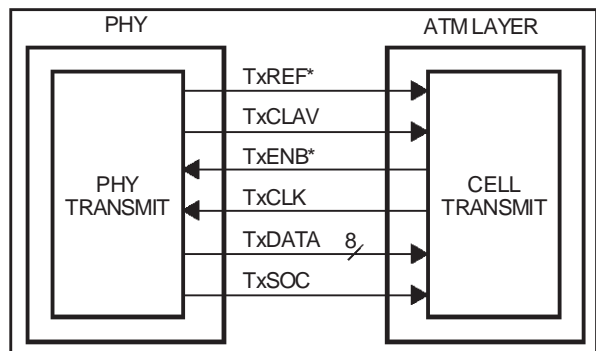 PHY
ATM LAYER
TxREF*
TxCLAV
TxENB*
PHY
TRANSMIT
TxCLK
CELL
TRANSMIT
TxDATA 8
TxSOC